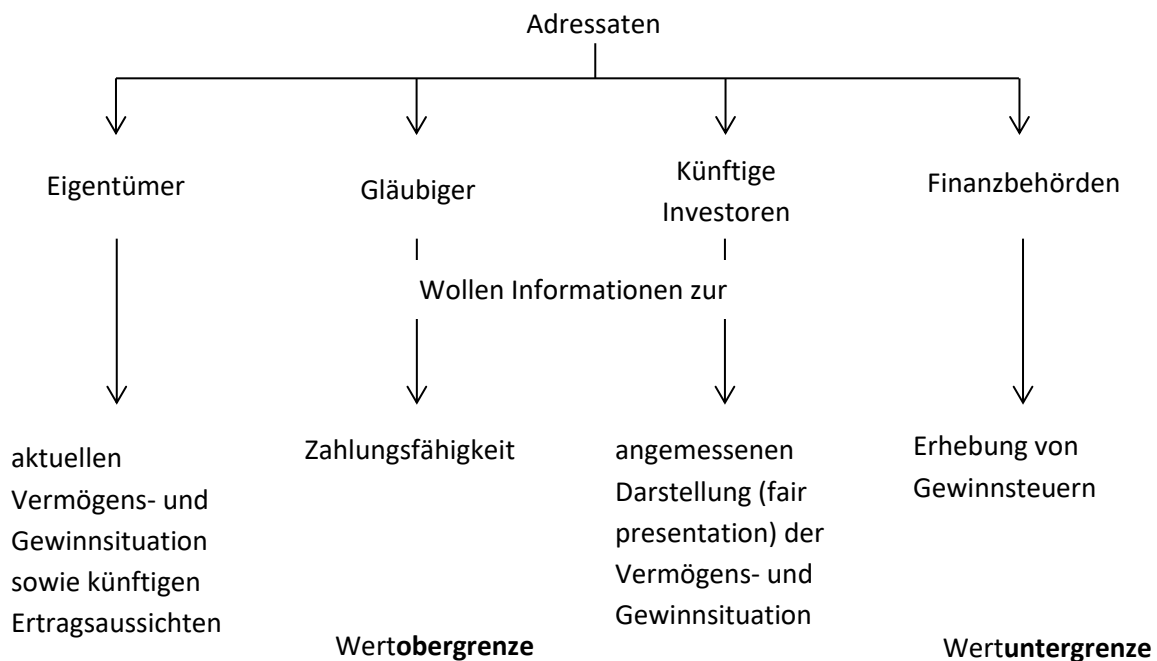 Adressaten
Eigentümer
Gläubiger
Künftige
Investoren
Finanzbehörden
Wollen Informationen zur
aktuellen
Vermögens- und
Gewinnsituation
sowie künftigen
Ertragsaussichten
Zahlungsfähigkeit
angemessenen
Darstellung (fair
presentation) der
Vermögens- und
Gewinnsituation
Erhebung von
Gewinnsteuern
Wertobergrenze
Wertuntergrenze